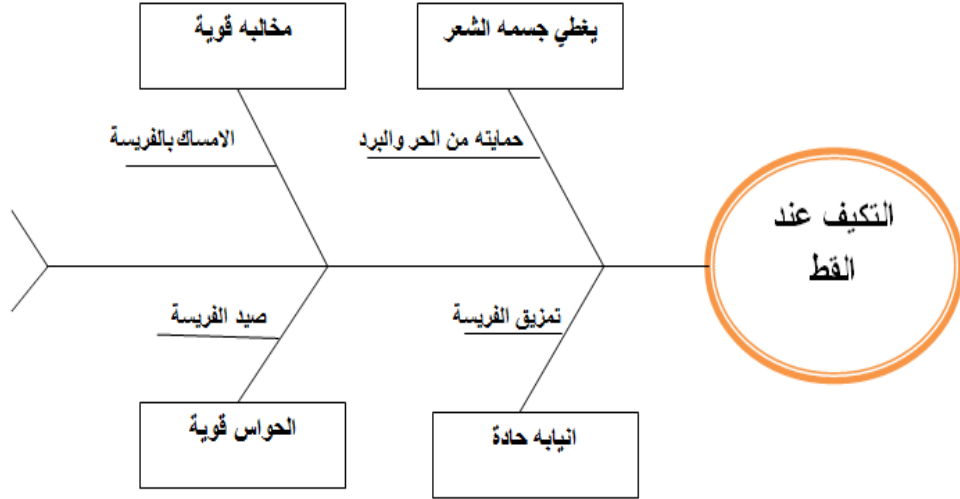 يغطي جسمه الشعر
مخالبه قوية
حمايته من الحر والبرد
الامساك بالفريسة
التكيف عند
القط
تمزيق الفريسة
صيد الفريسة
انيابه حادة
الحواس قوية